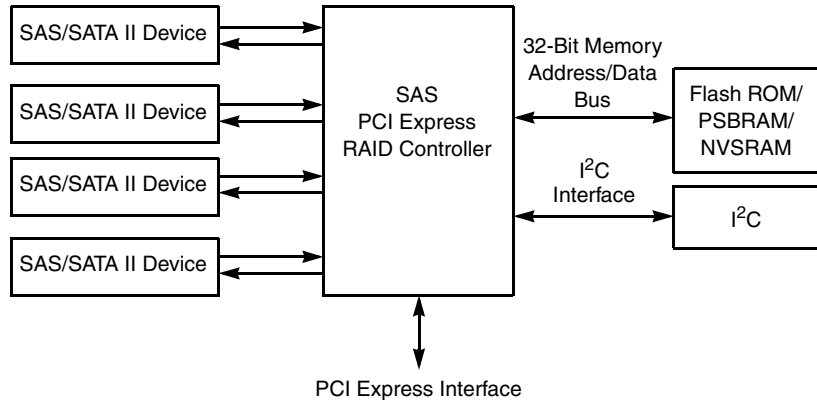 SAS/SATA II Device
SAS/SATA II Device
SAS/SATA II Device
SAS/SATA II Device
SAS
PCI Express
RAID Controller
32-Bit Memory
Address/Data
Bus
I²C
Interface
Flash ROM/
PSBRAM/
NVSRAM
I²C
PCI Express Interface